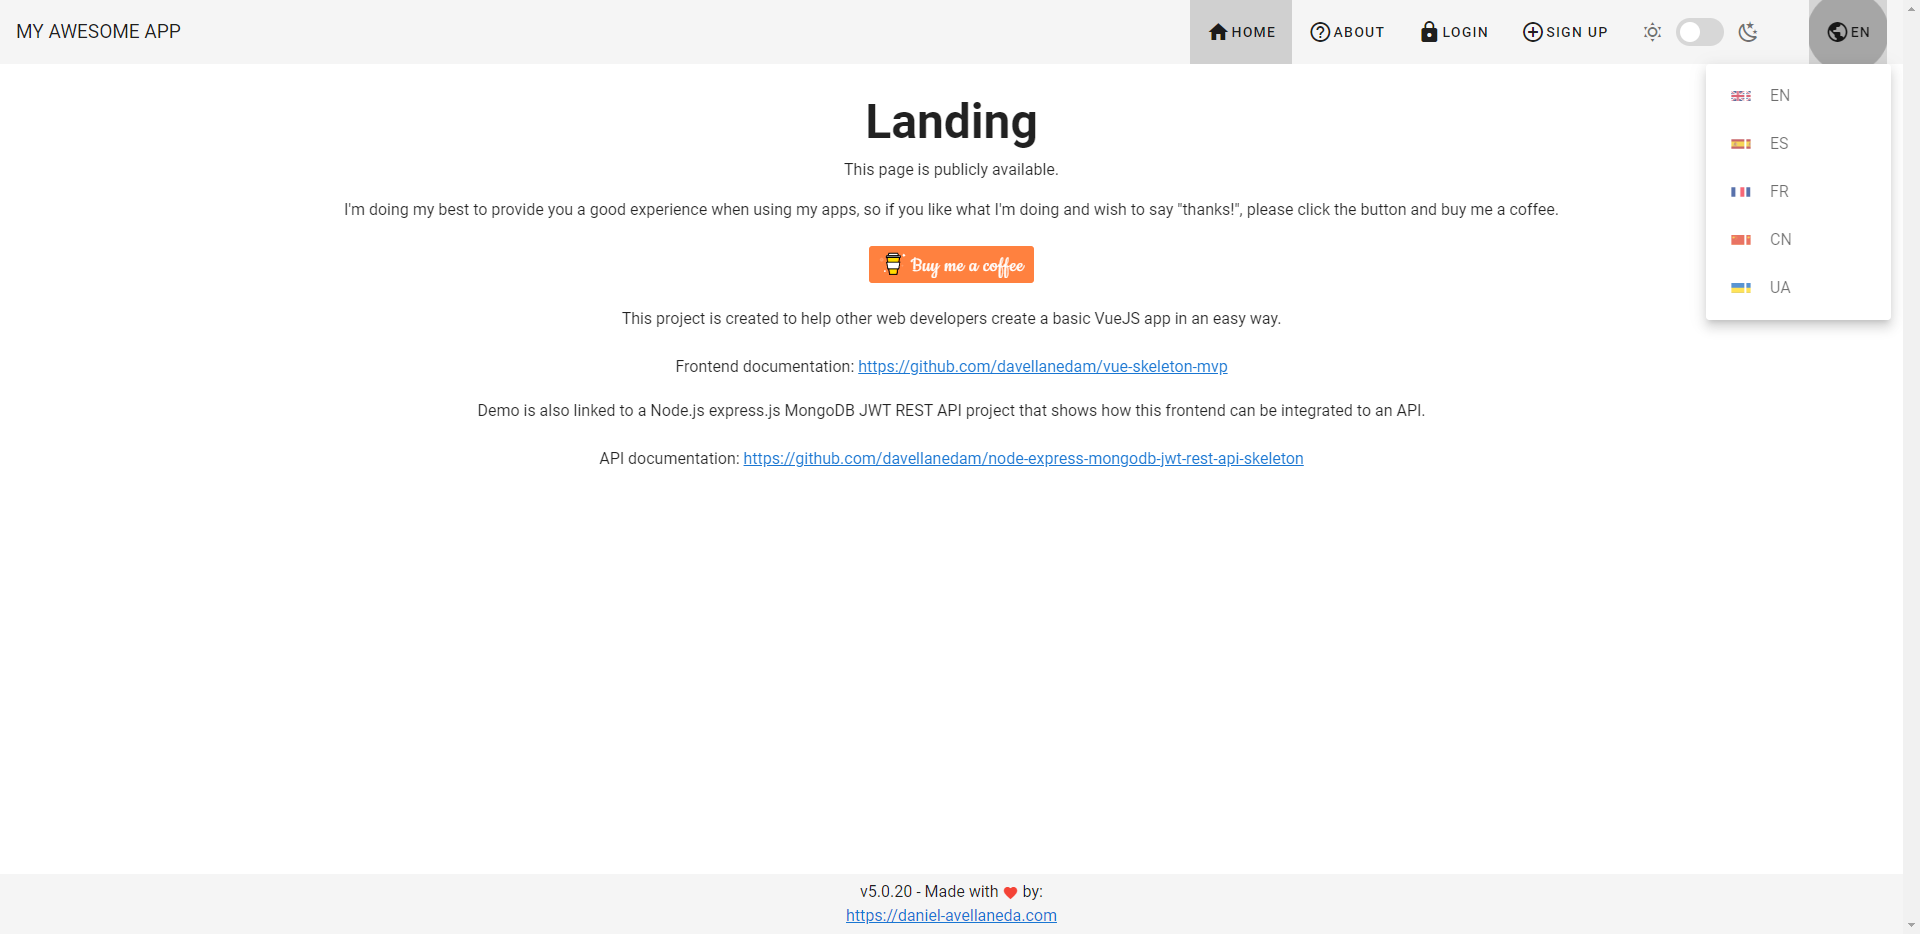 MY AWESOME APP
HOME
ABOUT
LOGIN
SIGN UP
EN
EN
ES
FR
CN
UA
Landing
This page is publicly available.
I'm doing my best to provide you a good experience when using my apps, so if you like what I'm doing and wish to say "thanks!", please click the button and buy me a coffee.
Buy me a coffee
This project is created to help other web developers create a basic VueJS app in an easy way.
Frontend documentation: https://github.com/davellanedam/vue-skeleton-mvp
Demo is also linked to a Node.js express.js MongoDB JWT REST API project that shows how this frontend can be integrated to an API.
API documentation: https://github.com/davellanedam/node-express-mongodb-jwt-rest-api-skeleton
v5.0.20 - Made with by:
https://daniel-avellaneda.com